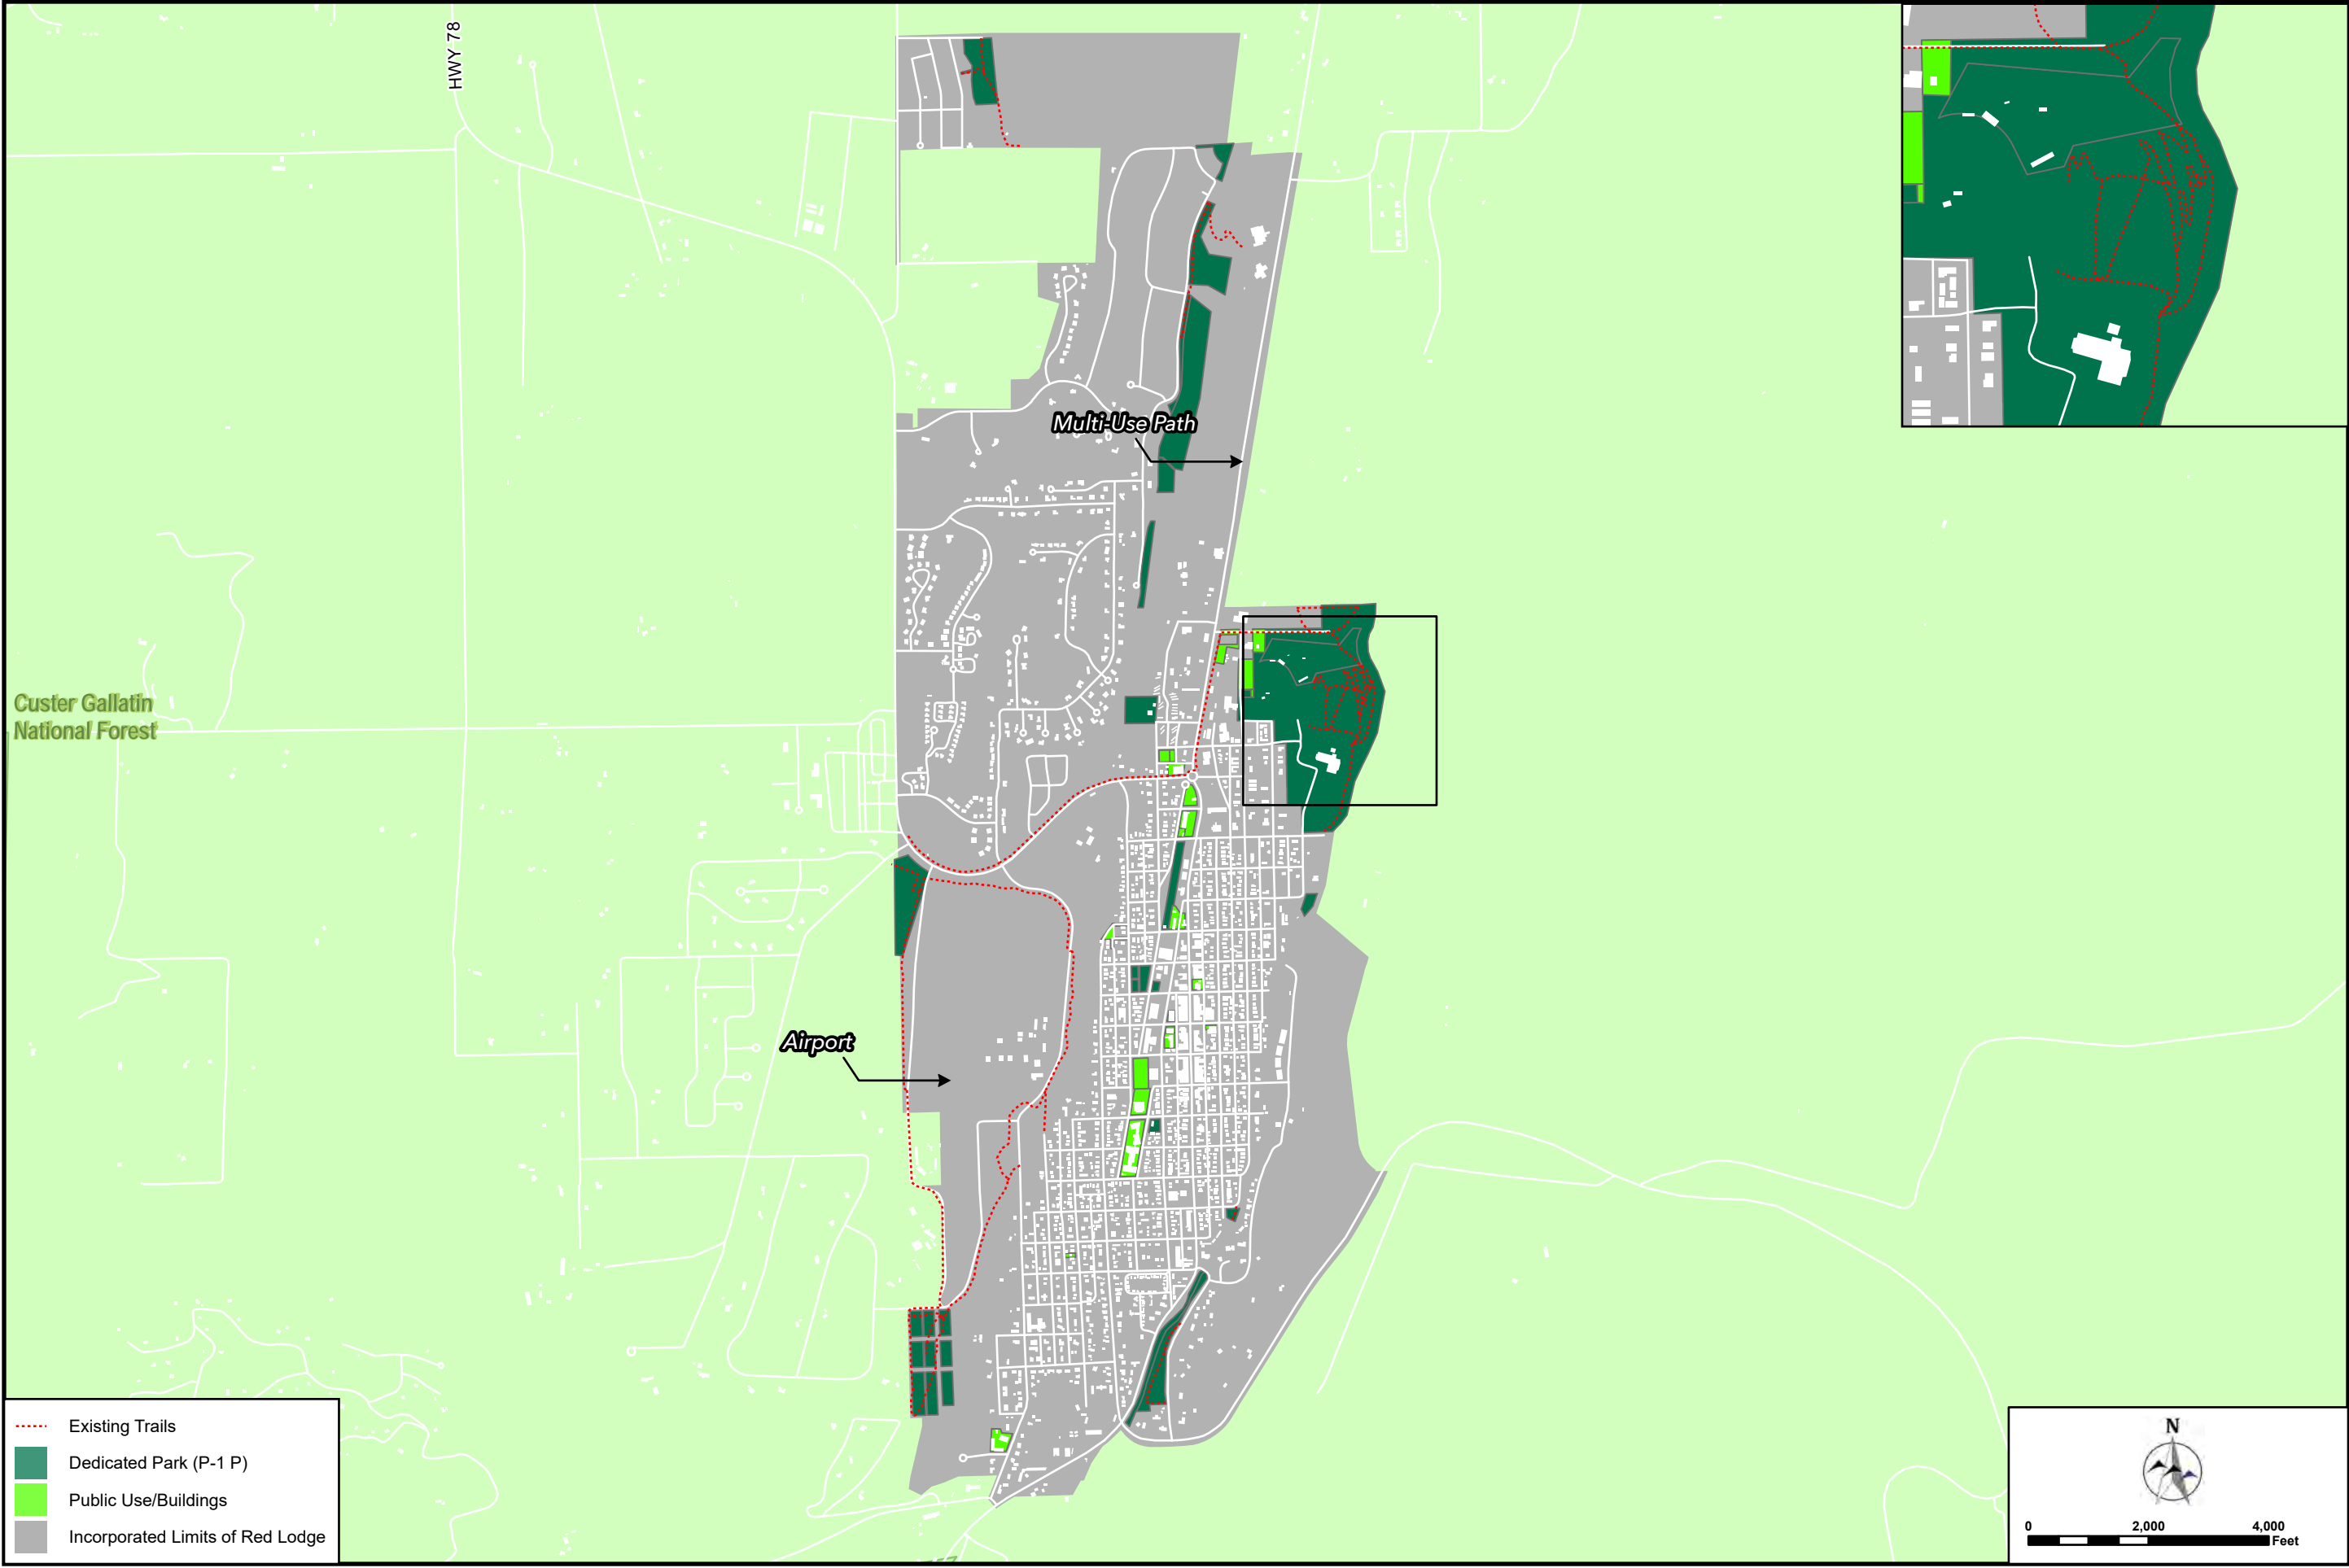 HWY 78
Multi-Use Path
Custer Gallatin
National Forest
Airport
Existing Trails
Dedicated Park (P-1 P)
Public Use/Buildings
Incorporated Limits of Red Lodge
N
0 2,000 4,000
Feet